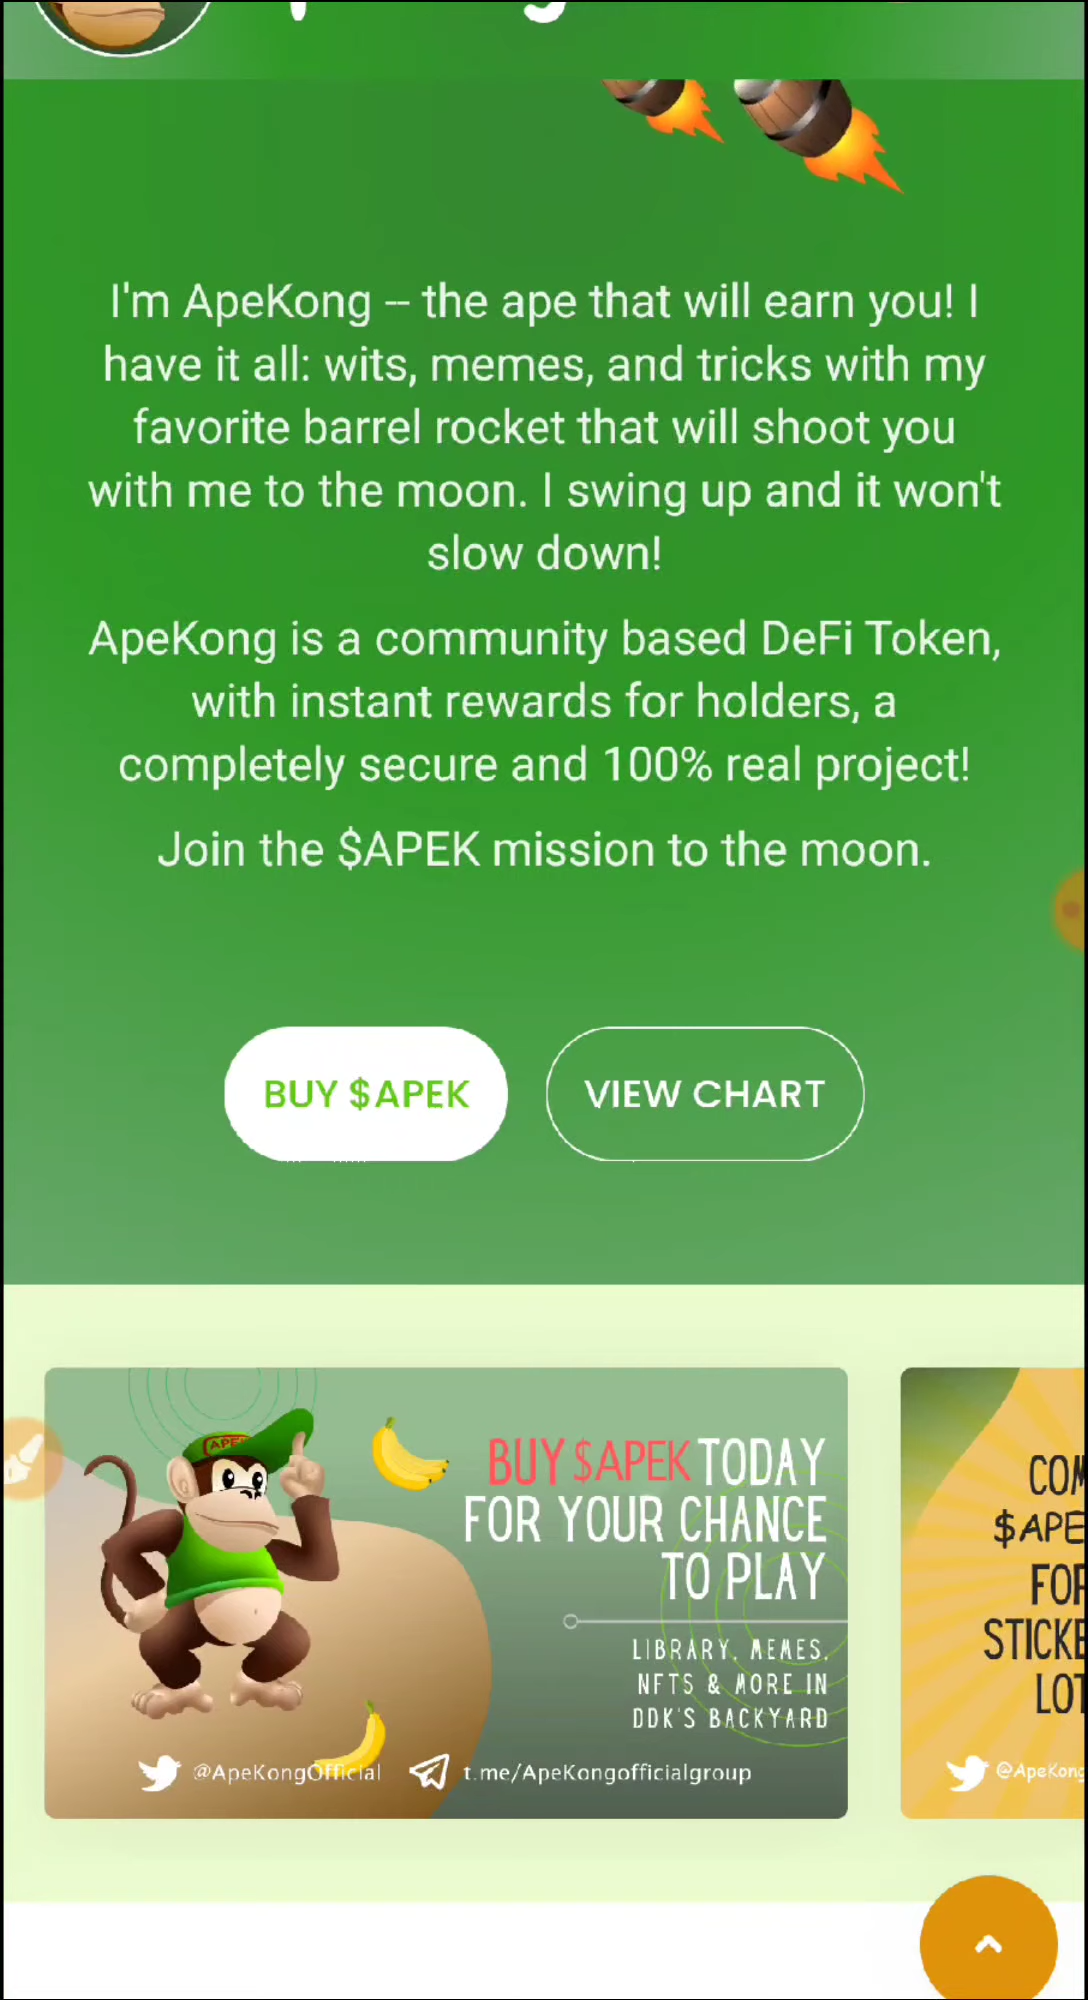 I'm ApeKong -- the ape that will earn you! I
have it all: wits, memes, and tricks with my
favorite barrel rocket that will shoot you
with me to the moon. I swing up and it won't
slow down!
ApeKong is a community based DeFi Token,
with instant rewards for holders, a
completely secure and 100% real project!
Join the $APEK mission to the moon.
BUY $APEK
VIEW CHART
BUY $APEK TODAY
FOR YOUR CHANCE
TO PLAY
LIBRARY, MEMES,
NFTS & MORE IN
DDK'S BACKYARD
@ApeKongOfficial
t.me/ApeKongofficialgroup